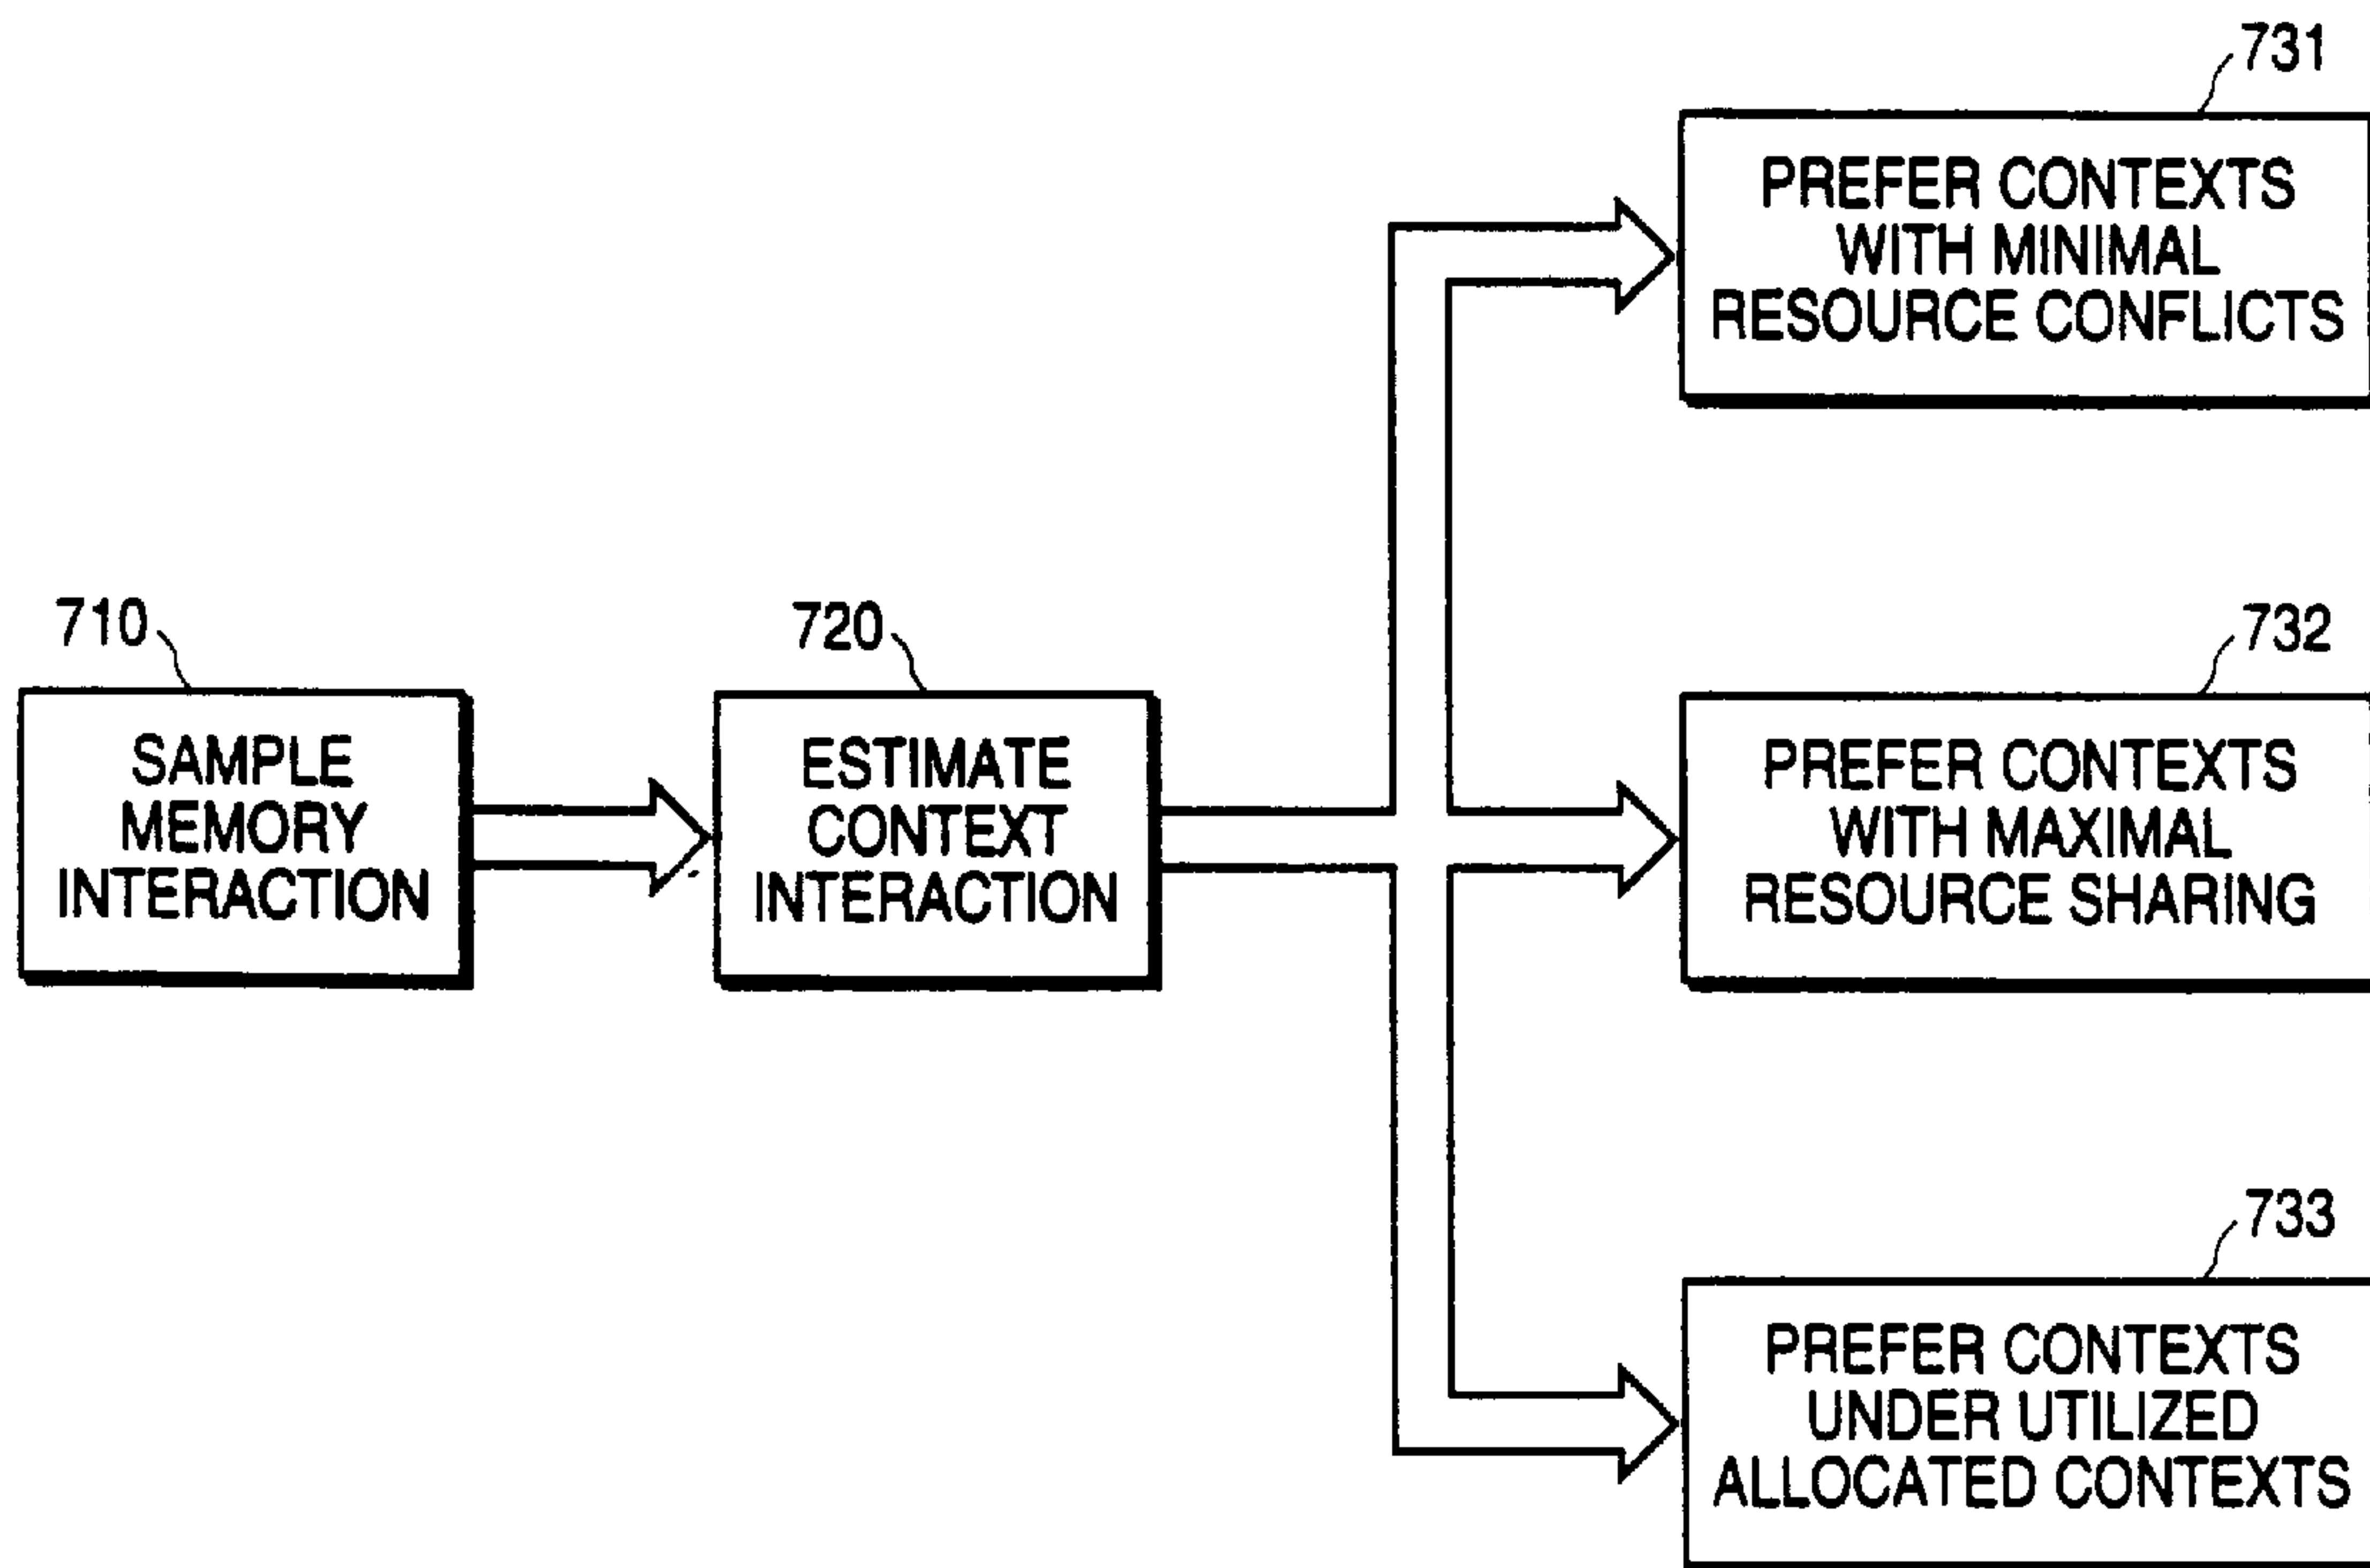 731
PREFER CONTEXTS
WITH MINIMAL
RESOURCE CONFLICTS
710
SAMPLE
MEMORY
INTERACTION
720
ESTIMATE
CONTEXT
INTERACTION
732
PREFER CONTEXTS
WITH MAXIMAL
RESOURCE SHARING
733
PREFER CONTEXTS
UNDER UTILIZED
ALLOCATED CONTEXTS